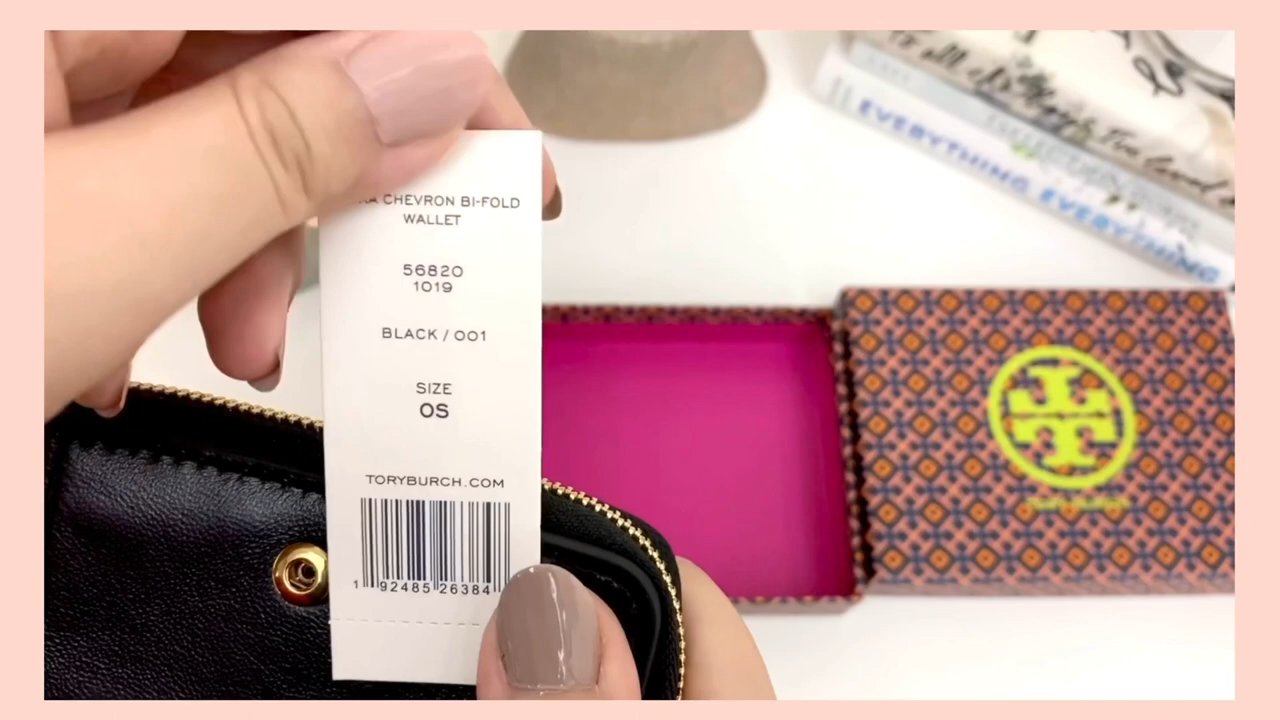 CHEVRON BI-FOLD
WALLET
56820
1019
BLACK / 001
SIZE
OS
TORYBURCH.COM
1 92485 26384
EVERYTHING EVERYTHING